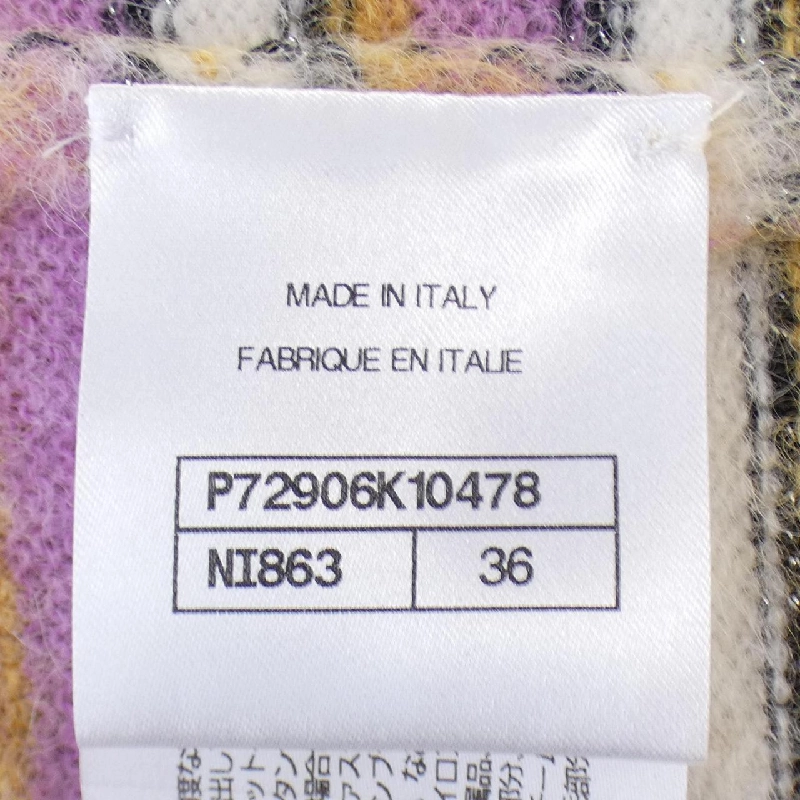 MADE IN ITALY
FABRIQUE EN ITALIE
P72906K10478
NI863 36